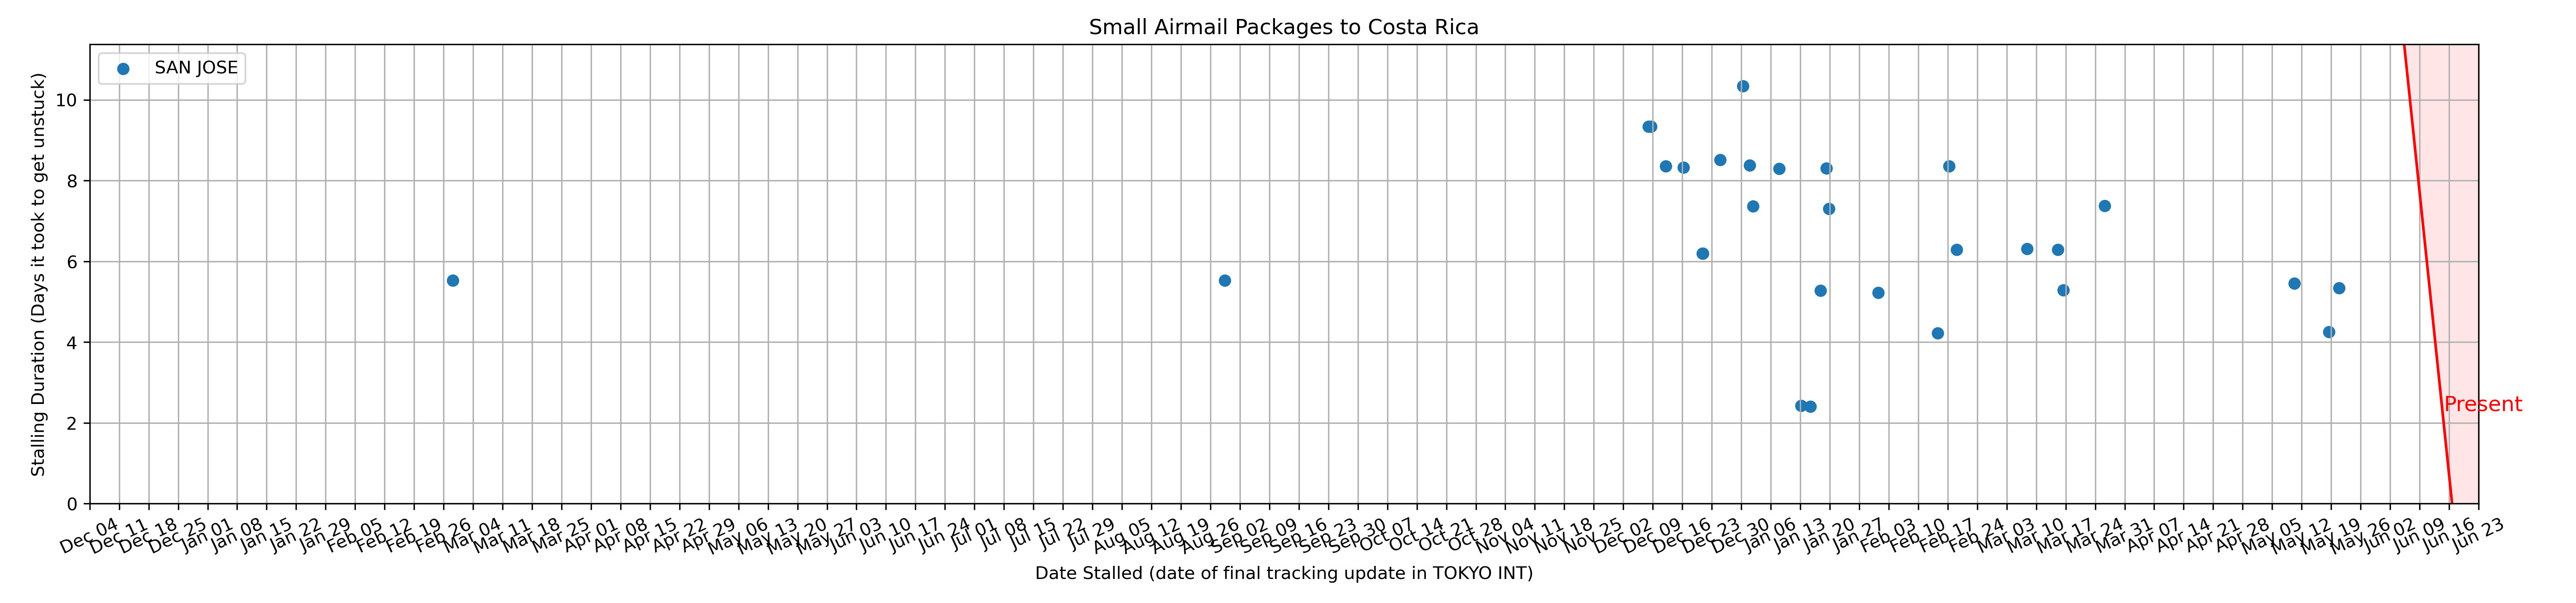 Small Airmail Packages to Costa Rica
SAN JOSE
Stalling Duration (Days it took to get unstuck)
10
8
6
4
2
0
Present
Dec 04
Dec 11
Dec 18
Dec 25
Jan 01
Jan 08
Jan 15
Jan 22
Jan 29
Feb 05
Feb 12
Feb 19
Feb 26
Mar 04
Mar 11
Mar 18
Mar 25
Apr 01
Apr 08
Apr 15
Apr 22
Apr 29
May 06
May 13
May 20
May 27
Jun 03
Jun 10
Jun 17
Jun 24
Jul 01
Jul 08
Jul 15
Jul 22
Jul 29
Aug 05
Aug 12
Aug 19
Aug 26
Sep 02
Sep 09
Sep 16
Sep 23
Sep 30
Oct 07
Oct 14
Oct 21
Oct 28
Nov 04
Nov 11
Nov 18
Nov 25
Dec 02
Dec 09
Dec 16
Dec 23
Dec 30
Jan 06
Jan 13
Jan 20
Jan 27
Feb 03
Feb 10
Feb 17
Feb 24
Mar 03
Mar 10
Mar 17
Mar 24
Mar 31
Apr 07
Apr 14
Apr 21
Apr 28
May 05
May 12
May 19
May 26
Jun 02
Jun 09
Jun 16
Jun 23
Date Stalled (date of final tracking update in TOKYO INT)